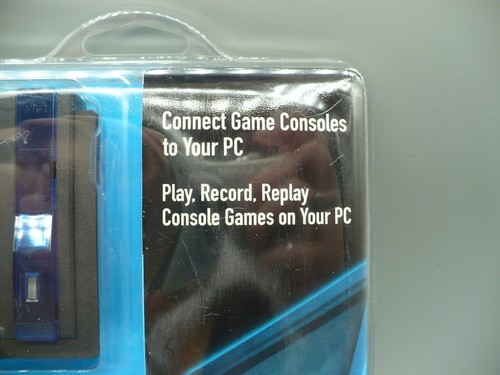 Connect Game Consoles
to Your PC
Play, Record, Replay
Console Games on Your PC